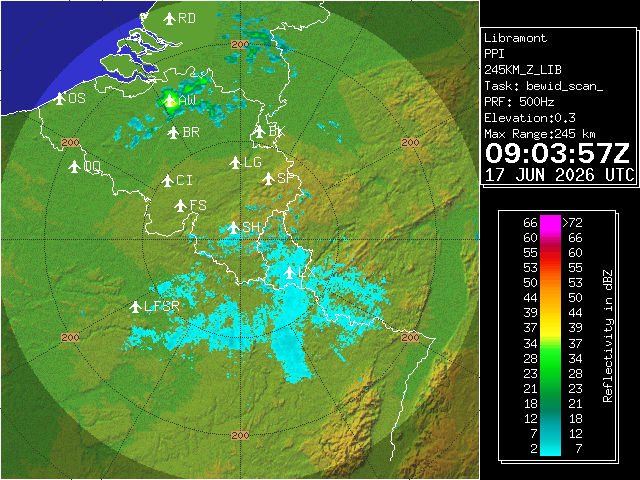 RD
200
OS
AW
BR
BK
200
200
LG
CI
SP
FS
SH
LX
LFSR
200
200
200
Libramont
PPI
245KM_Z_LIB
Task: bewid_scan_
PRF: 500Hz
Elevation:0.3
Max Range:245 km
09:03:57Z
17 JUN 2026 UTC
66 >72
60 66
55 60
53 55
50 53
44 50
39 44
37 39
34 37
28 34
23 28
21 23
18 21
12 18
7 12
2 7
Reflectivity in dBZ